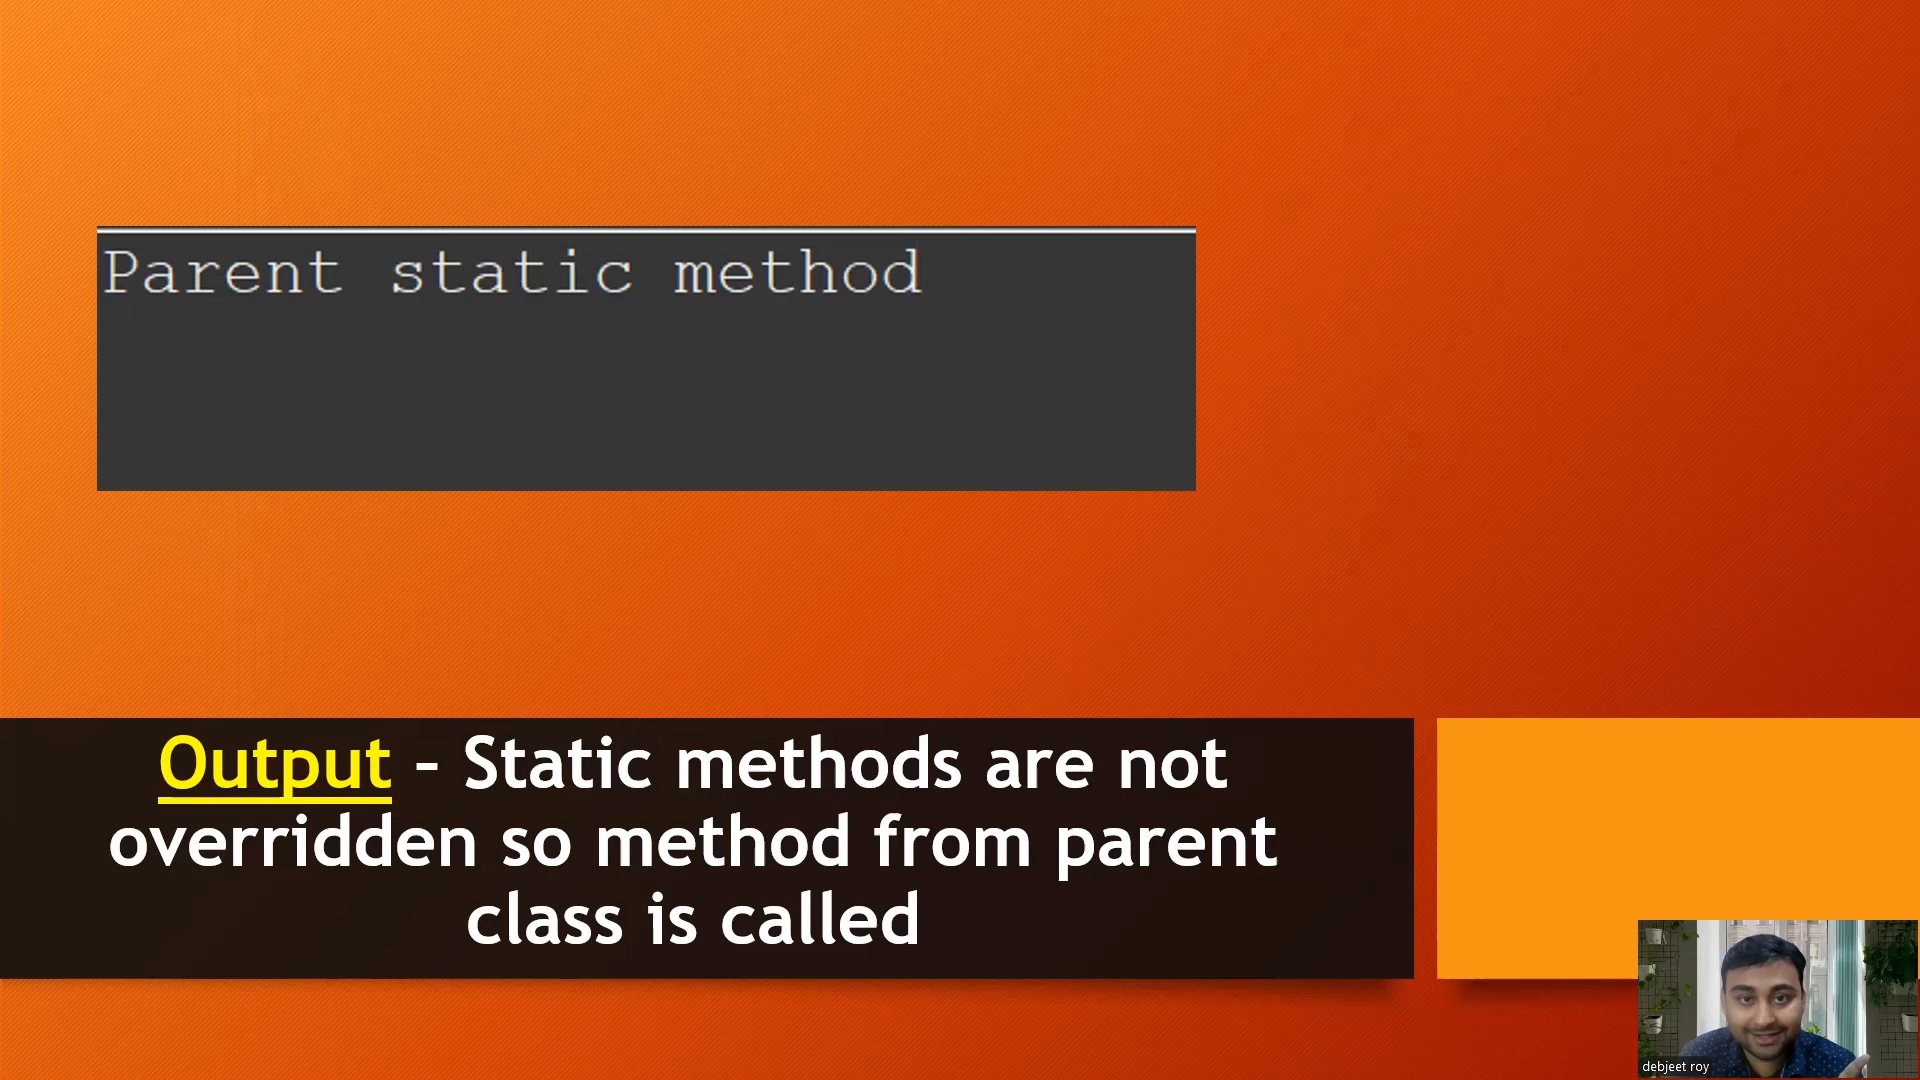 Parent static method
Output – Static methods are not
overridden so method from parent
class is called
debjeet roy